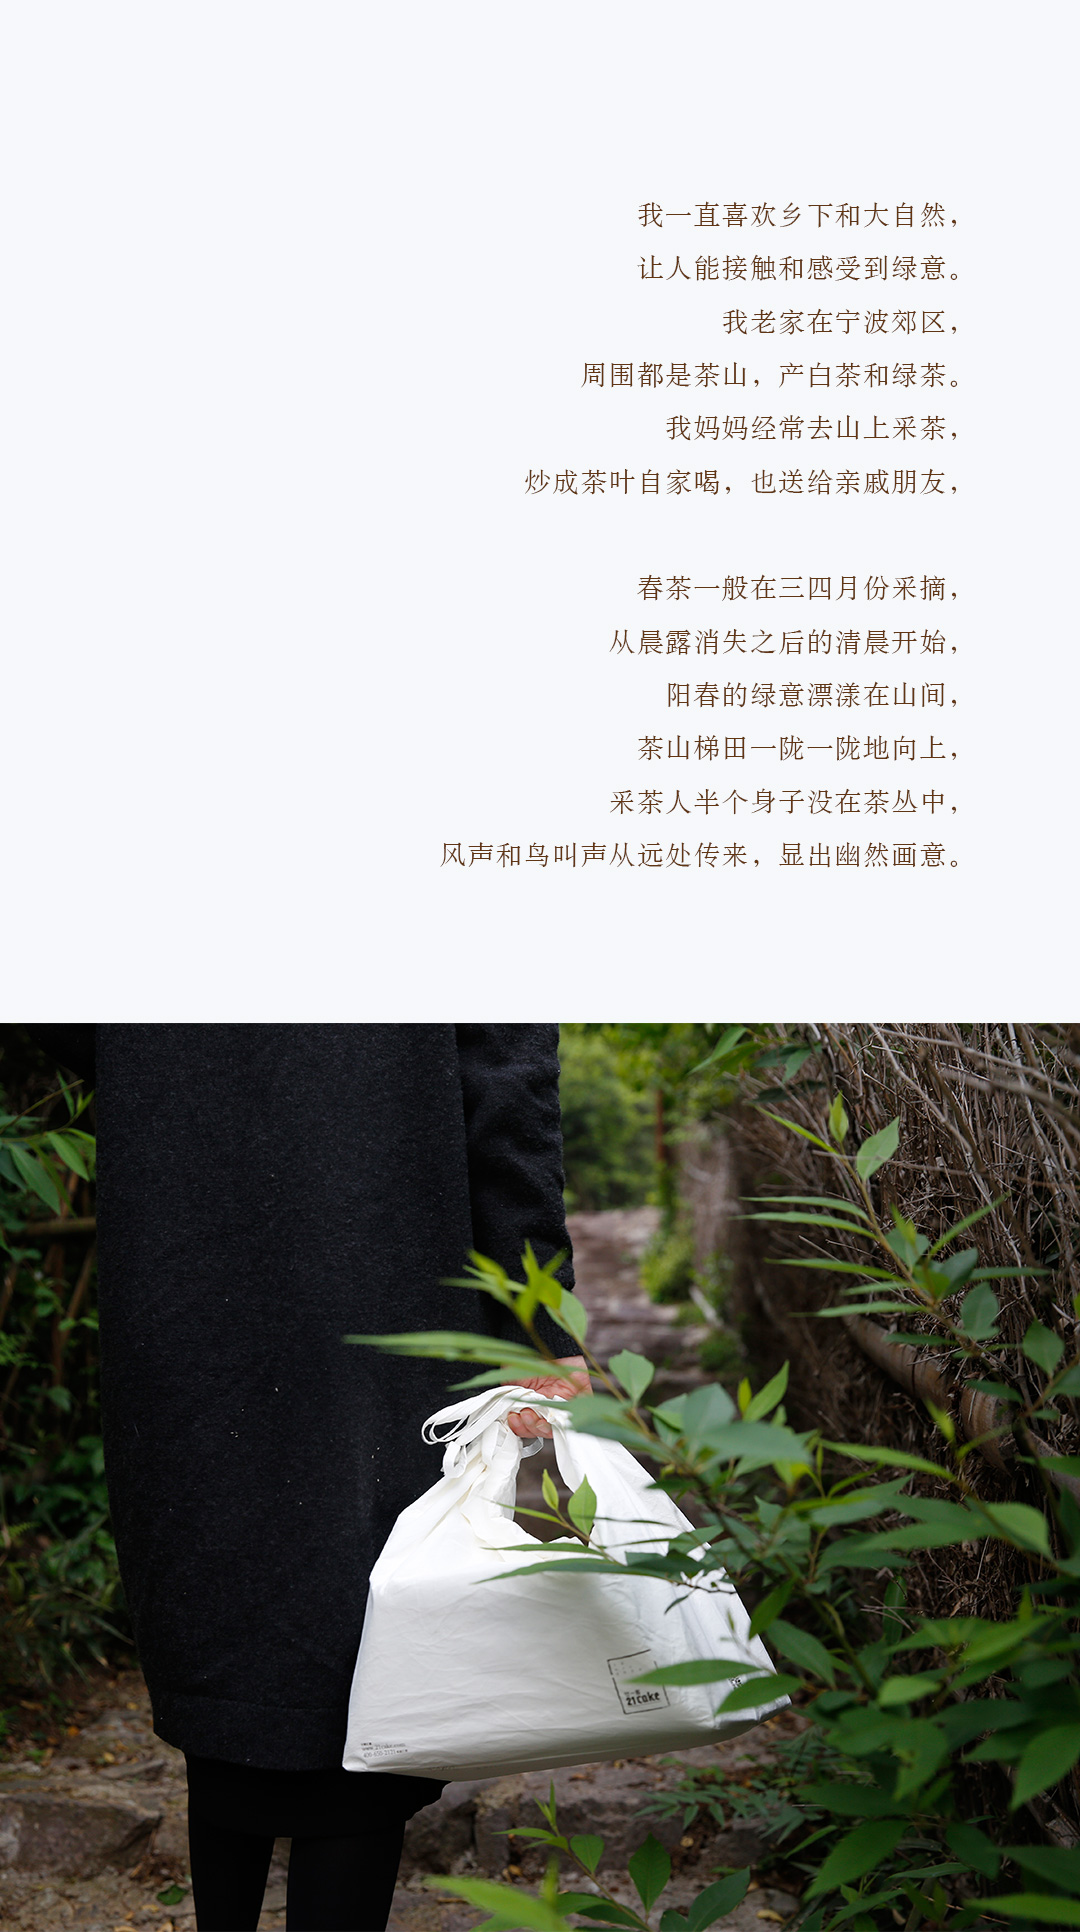 我一直喜欢乡下和大自然，
让人能接触和感受到绿意。
我老家在宁波郊区，
周围都是茶山，产白茶和绿茶。
我妈妈经常去山上采茶，
炒成茶叶自家喝，也送给亲戚朋友，
春茶一般在三四月份采摘，
从晨露消失之后的清晨开始，
阳春的绿意漂漾在山间，
茶山梯田一陇一陇地向上，
采茶人半个身子没在茶丛中，
风声和鸟叫声从远处传来，显出幽然画意。
21cake
www.21cake.com